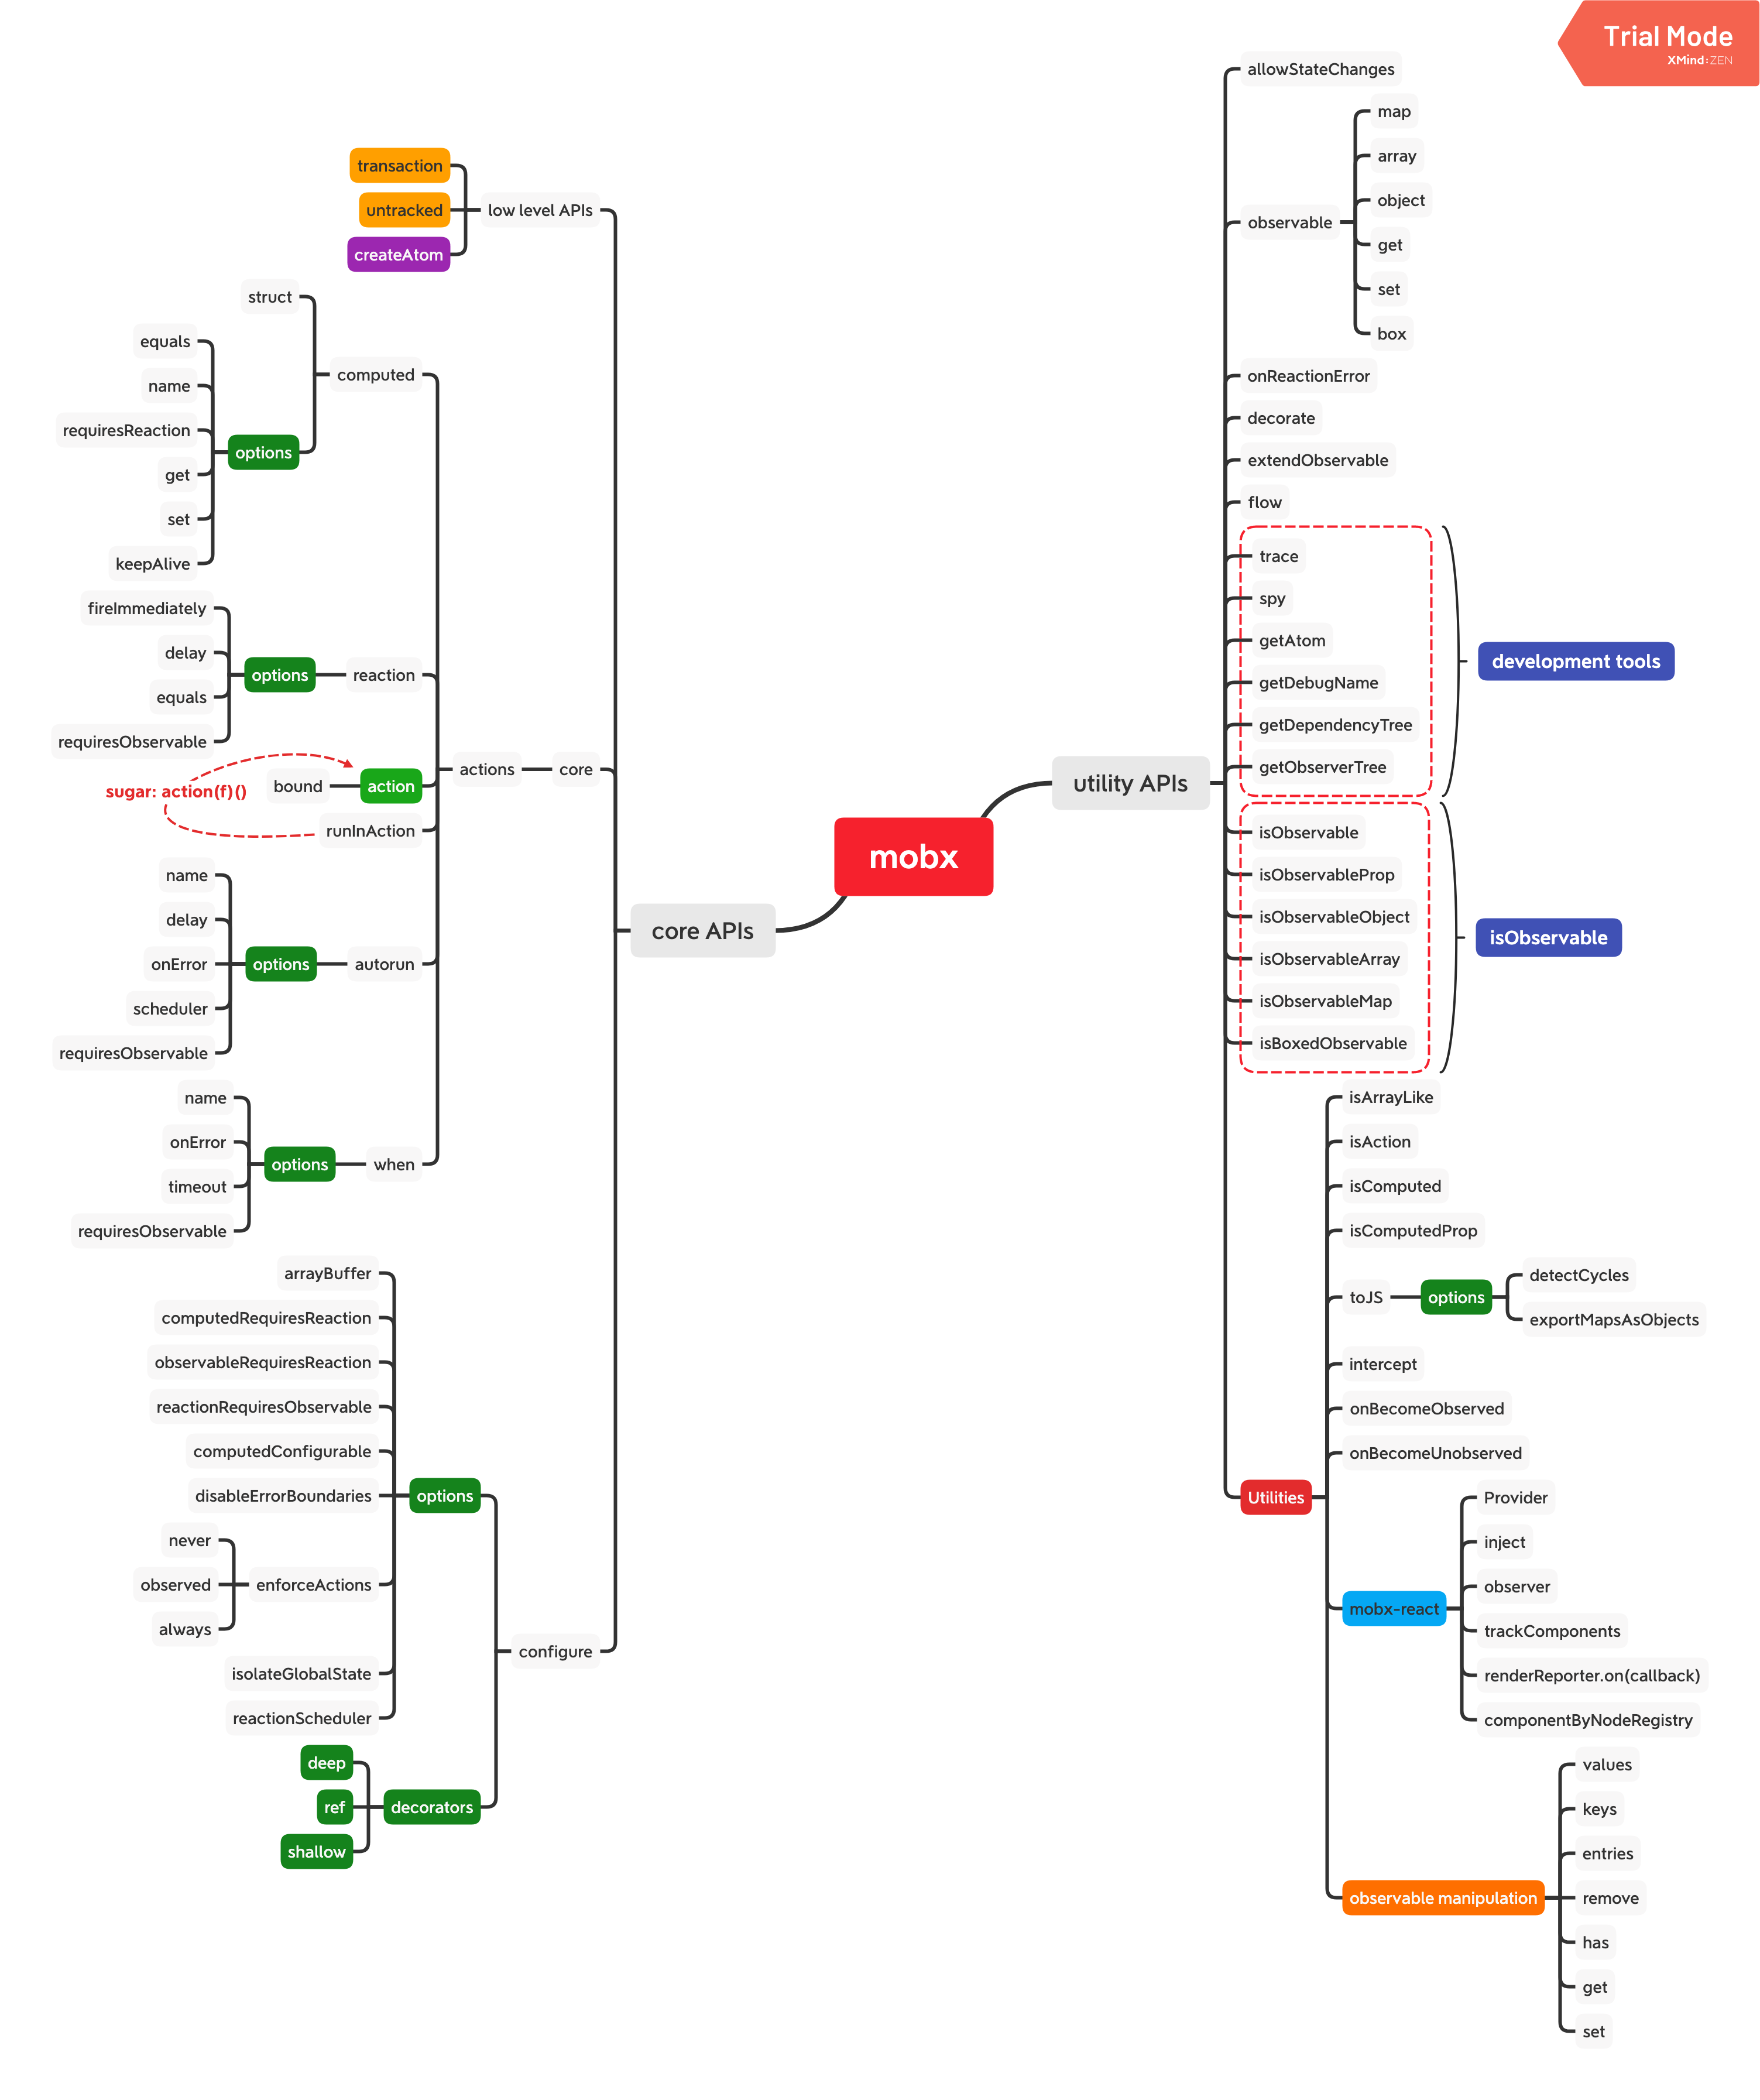 Trial Mode
XMind:ZEN
mobx
core APIs
low level APIs
transaction
untracked
createAtom
core
actions
computed
struct
options
equals
name
requiresReaction
get
set
keepAlive
reaction
options
fireImmediately
delay
equals
requiresObservable
action
bound
sugar: action(f)()
runInAction
autorun
options
name
delay
onError
scheduler
requiresObservable
when
options
name
onError
timeout
requiresObservable
configure
options
arrayBuffer
computedRequiresReaction
observableRequiresReaction
reactionRequiresObservable
computedConfigurable
disableErrorBoundaries
enforceActions
never
observed
always
isolateGlobalState
reactionScheduler
decorators
deep
ref
shallow
utility APIs
allowStateChanges
observable
map
array
object
get
set
box
onReactionError
decorate
extendObservable
flow
trace
spy
getAtom
getDebugName
getDependencyTree
getObserverTree
development tools
isObservable
isObservableProp
isObservableObject
isObservableArray
isObservableMap
isBoxedObservable
isObservable
Utilities
isArrayLike
isAction
isComputed
isComputedProp
toJS
options
detectCycles
exportMapsAsObjects
intercept
onBecomeObserved
onBecomeUnobserved
mobx-react
Provider
inject
observer
trackComponents
renderReporter.on(callback)
componentByNodeRegistry
observable manipulation
values
keys
entries
remove
has
get
set